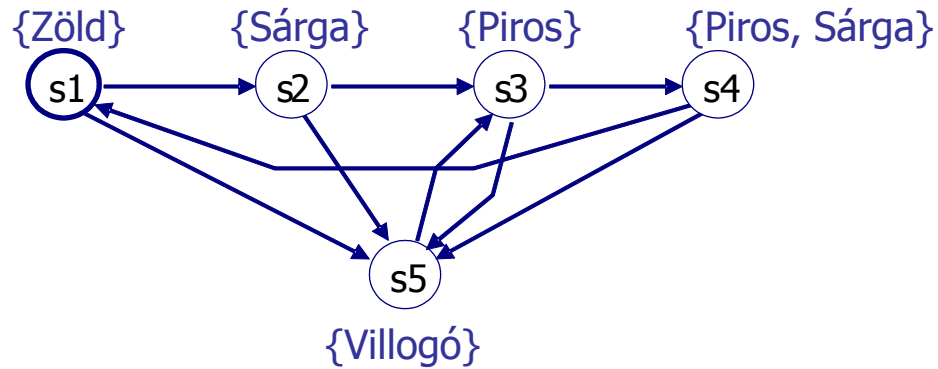 {Zöld} {Sárga} {Piros} {Piros, Sárga}
s1 s2 s3 s4
s5
{Villogó}